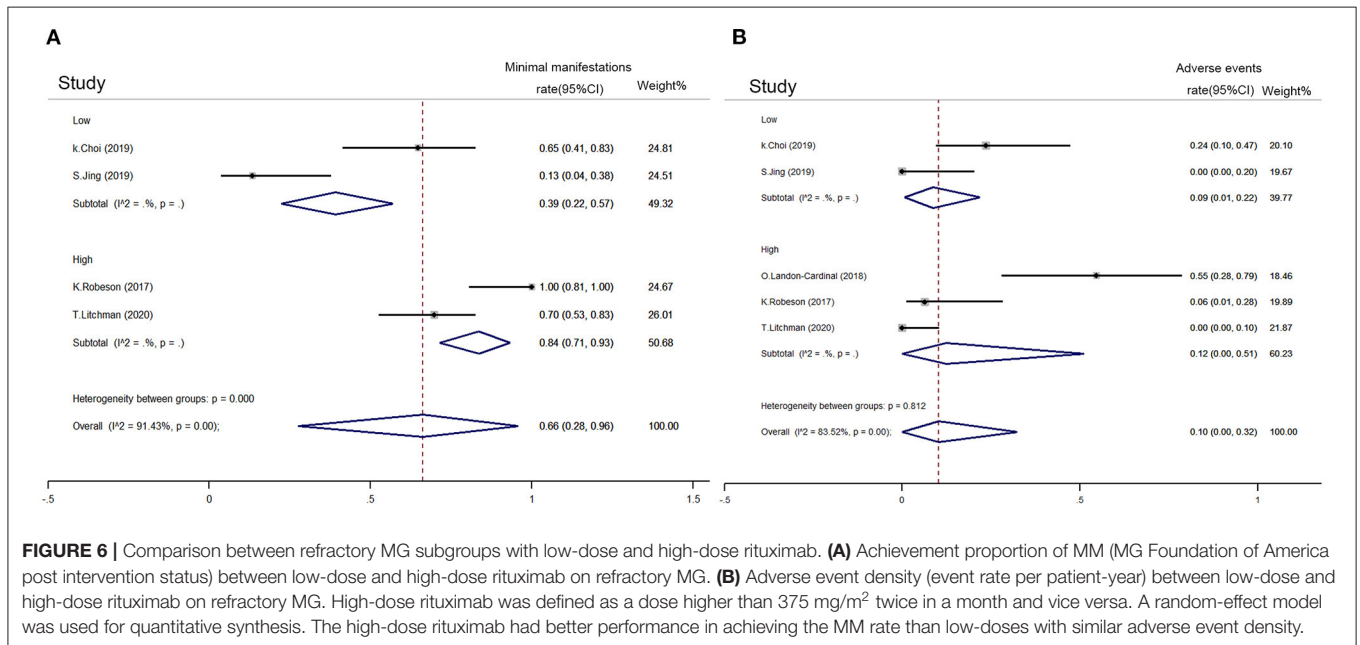 A
Study
Minimal manifestations
rate(95%CI) Weight%
Low
k.Choi (2019) 0.65 (0.41, 0.83) 24.81
S.Jing (2019) 0.13 (0.04, 0.38) 24.51
Subtotal (I^2 = .%, p = .) 0.39 (0.22, 0.57) 49.32
High
K.Robeson (2017) 1.00 (0.81, 1.00) 24.67
T.Litchman (2020) 0.70 (0.53, 0.83) 26.01
Subtotal (I^2 = .%, p = .) 0.84 (0.71, 0.93) 50.68
Heterogeneity between groups: p = 0.000
Overall (I^2 = 91.43%, p = 0.00); 0.66 (0.28, 0.96) 100.00
-.5 0 .5 1 1.5
B
Study
Adverse events
rate(95%CI) Weight%
Low
k.Choi (2019) 0.24 (0.10, 0.47) 20.10
S.Jing (2019) 0.00 (0.00, 0.20) 19.67
Subtotal (I^2 = .%, p = .) 0.09 (0.01, 0.22) 39.77
High
O.Landon-Cardinal (2018) 0.55 (0.28, 0.79) 18.46
K.Robeson (2017) 0.06 (0.01, 0.28) 19.89
T.Litchman (2020) 0.00 (0.00, 0.10) 21.87
Subtotal (I^2 = .%, p = .) 0.12 (0.00, 0.51) 60.23
Heterogeneity between groups: p = 0.812
Overall (I^2 = 83.52%, p = 0.00); 0.10 (0.00, 0.32) 100.00
-.5 0 .5 1
FIGURE 6 | Comparison between refractory MG subgroups with low-dose and high-dose rituximab. (A) Achievement proportion of MM (MG Foundation of America
post intervention status) between low-dose and high-dose rituximab on refractory MG. (B) Adverse event density (event rate per patient-year) between low-dose and
high-dose rituximab on refractory MG. High-dose rituximab was defined as a dose higher than 375 mg/m² twice in a month and vice versa. A random-effect model
was used for quantitative synthesis. The high-dose rituximab had better performance in achieving the MM rate than low-doses with similar adverse event density.